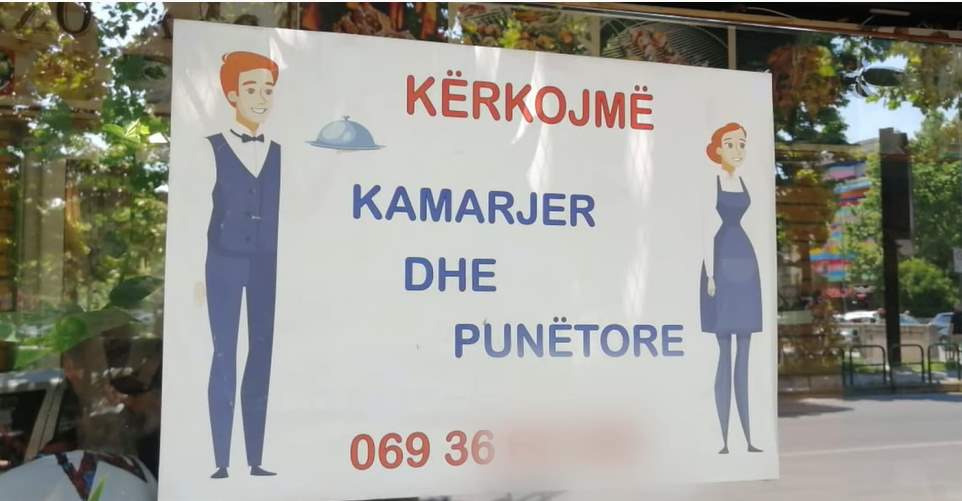 KËRKOJMË
KAMARJER
DHE
PUNËTORE
069 36